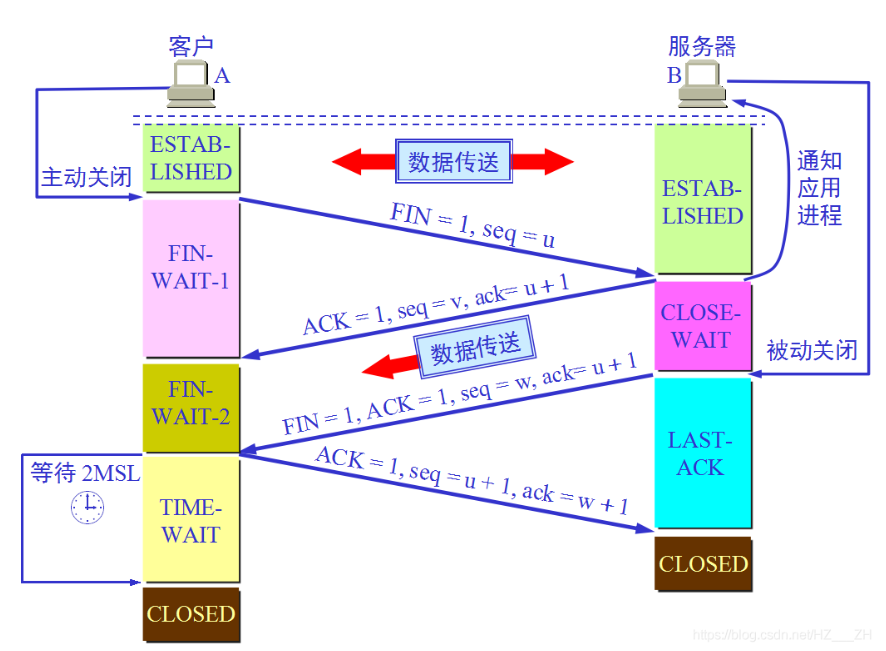 客户
A
服务器
B
ESTAB-
LISHED
数据传送
主动关闭
ESTAB-
LISHED
通知
应用
进程
FIN = 1, seq = u
FIN-
WAIT-1
ACK = 1, seq = v, ack= u + 1
CLOSE-
WAIT
数据传送
被动关闭
FIN-
WAIT-2
FIN = 1, ACK = 1, seq = w, ack= u + 1
LAST-
ACK
等待 2MSL
ACK = 1, seq = u + 1, ack = w + 1
TIME-
WAIT
CLOSED
CLOSED
https://blog.csdn.net/HZ___ZH